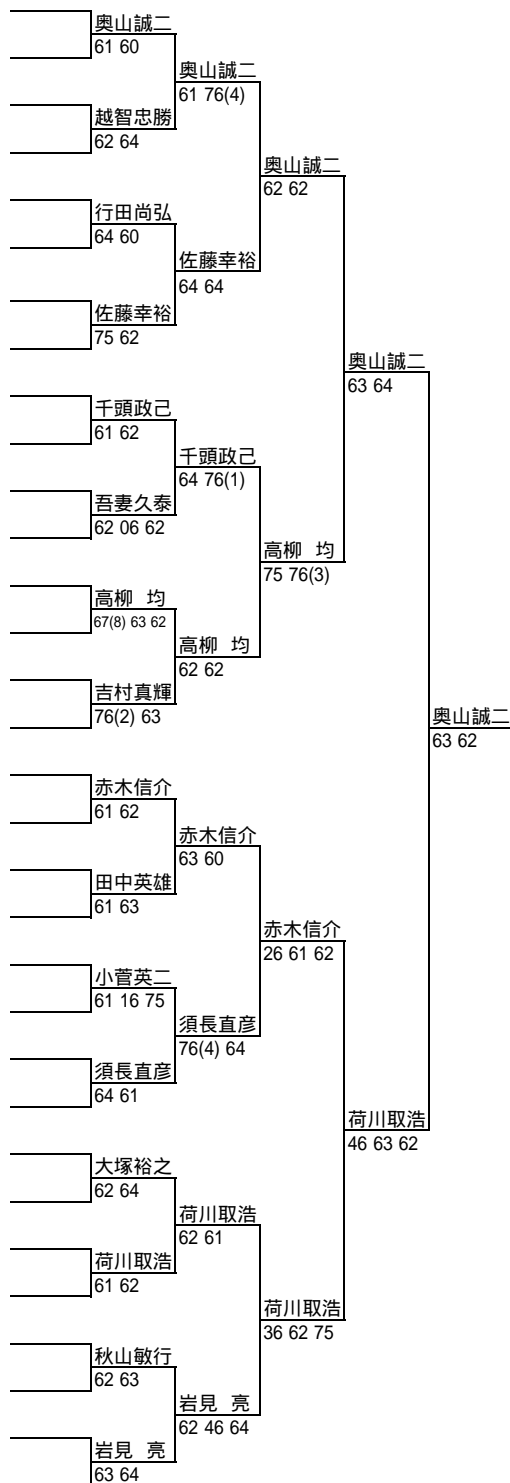 奥山誠二
61 60
奥山誠二
61 76(4)
越智忠勝
62 64
奥山誠二
62 62
行田尚弘
64 60
佐藤幸裕
64 64
佐藤幸裕
75 62
奥山誠二
63 64
千頭政己
61 62
千頭政己
64 76(1)
吾妻久泰
62 06 62
高柳 均
75 76(3)
高柳 均
67(8) 63 62
高柳 均
62 62
吉村真輝
76(2) 63
奥山誠二
63 62
赤木信介
61 62
赤木信介
63 60
田中英雄
61 63
赤木信介
26 61 62
小菅英二
61 16 75
須長直彦
76(4) 64
須長直彦
64 61
荷川取浩
46 63 62
大塚裕之
62 64
荷川取浩
62 61
荷川取浩
61 62
荷川取浩
36 62 75
秋山敏行
62 63
岩見 亮
62 46 64
岩見 亮
63 64